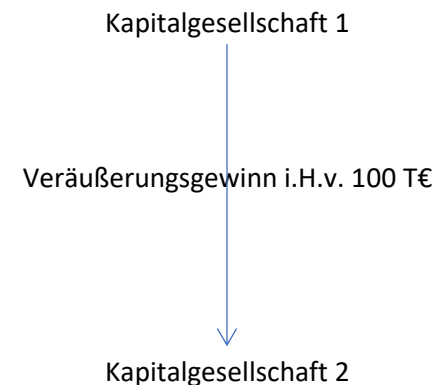 Kapitalgesellschaft 1
Veräußerungsgewinn i.H.v. 100 T€
Kapitalgesellschaft 2